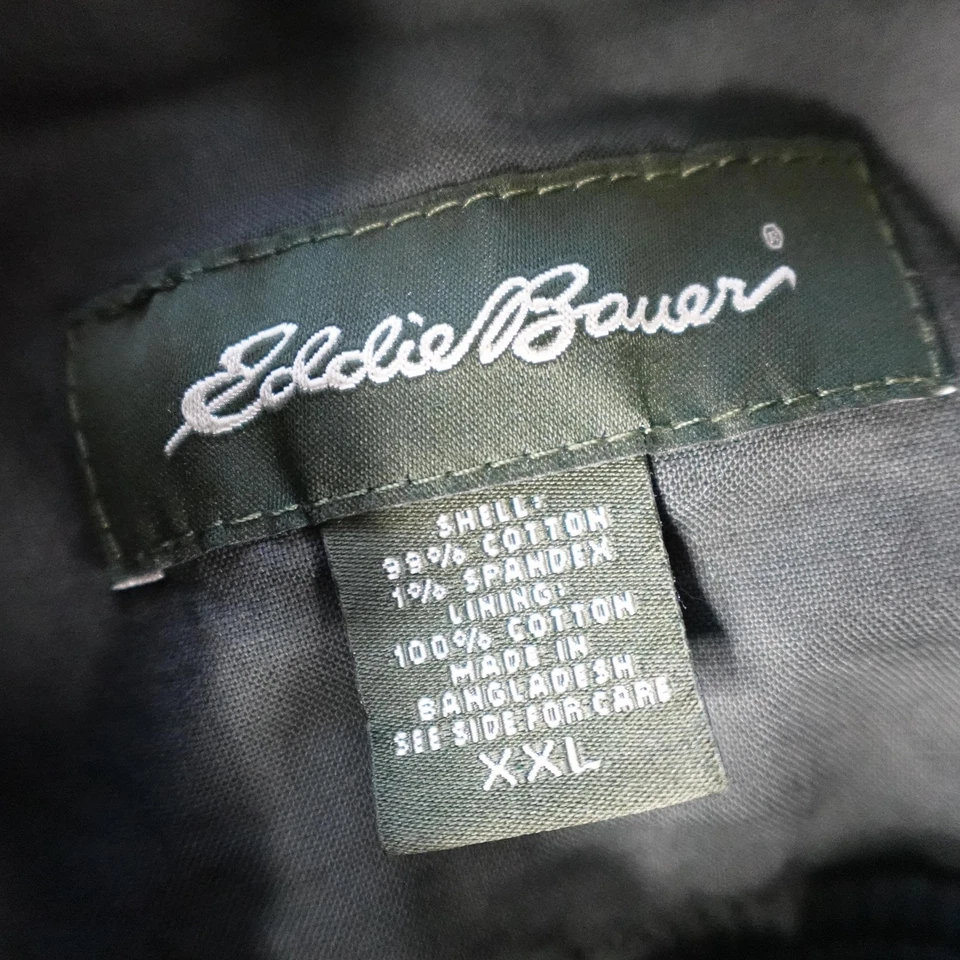 Eddie Bauer®
SHELL:
99% COTTON
1% SPANDEX
LINING:
100% COTTON
MADE IN
BANGLADESH
SEE SIDE FOR CARE
XXL